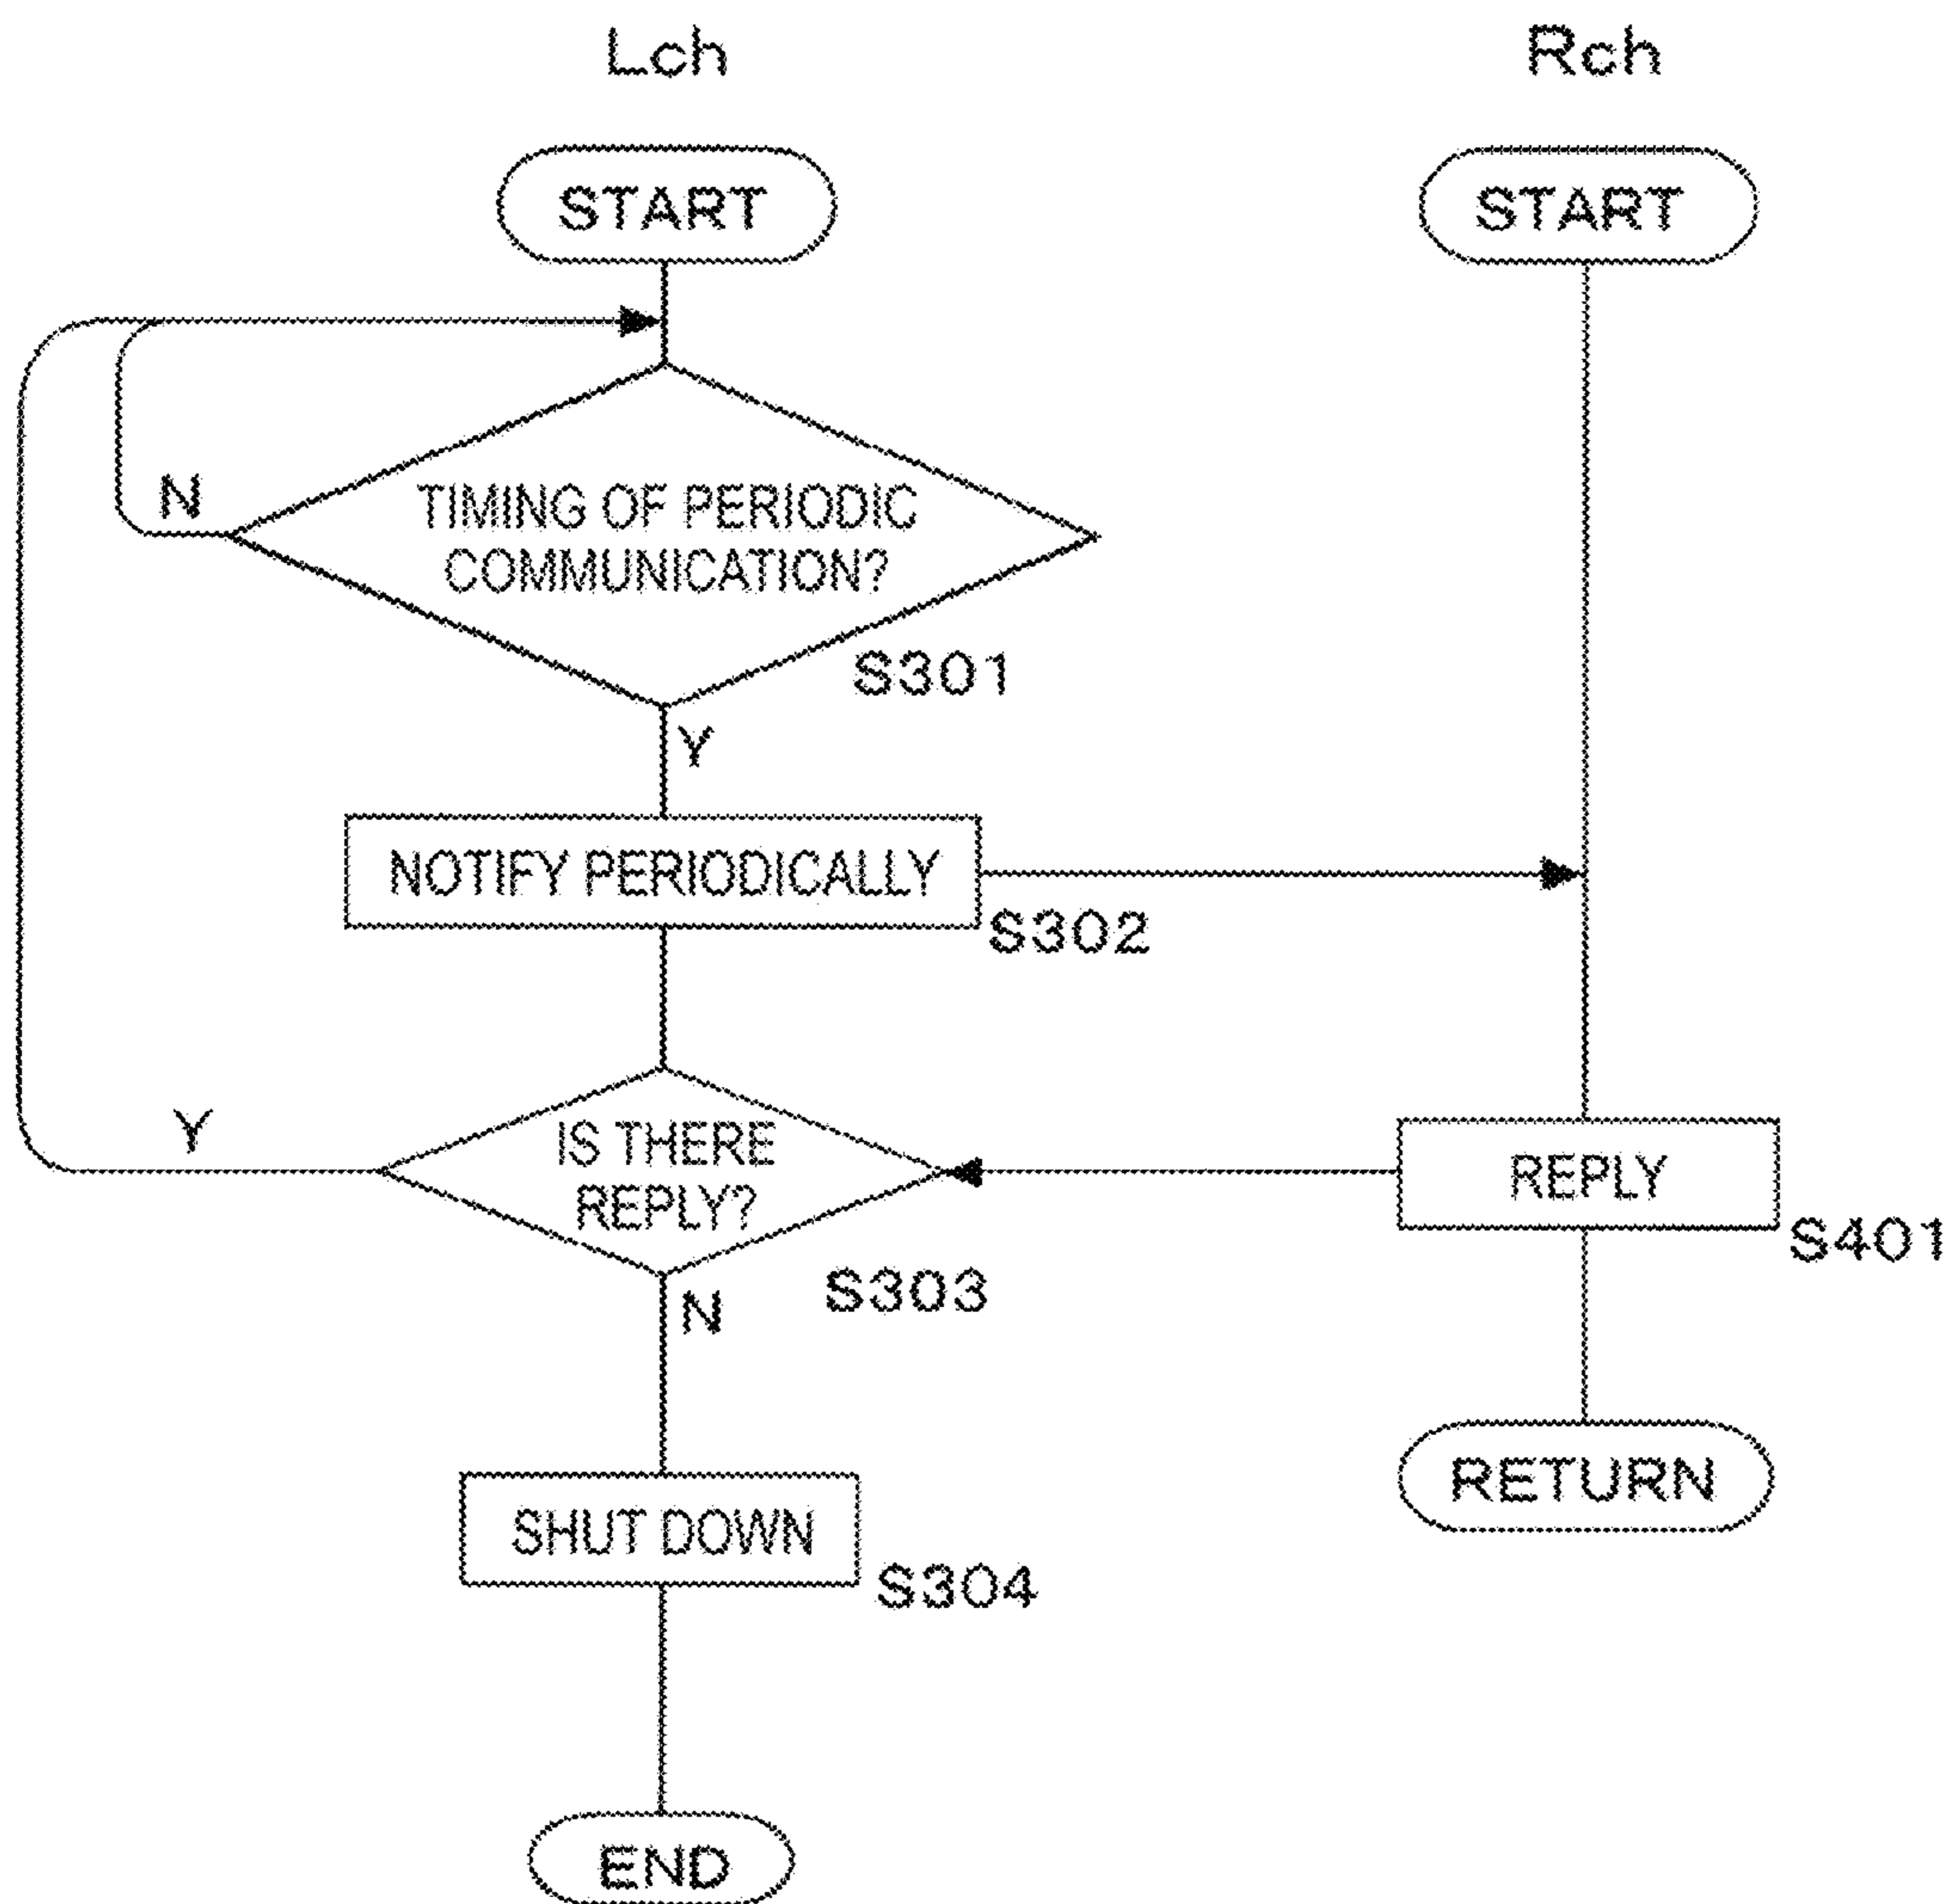 Lch
Rch
START
START
N
TIMING OF PERIODIC
COMMUNICATION?
S301
Y
NOTIFY PERIODICALLY
S302
Y
IS THERE
REPLY?
S303
N
REPLY
S401
SHUT DOWN
S304
RETURN
END